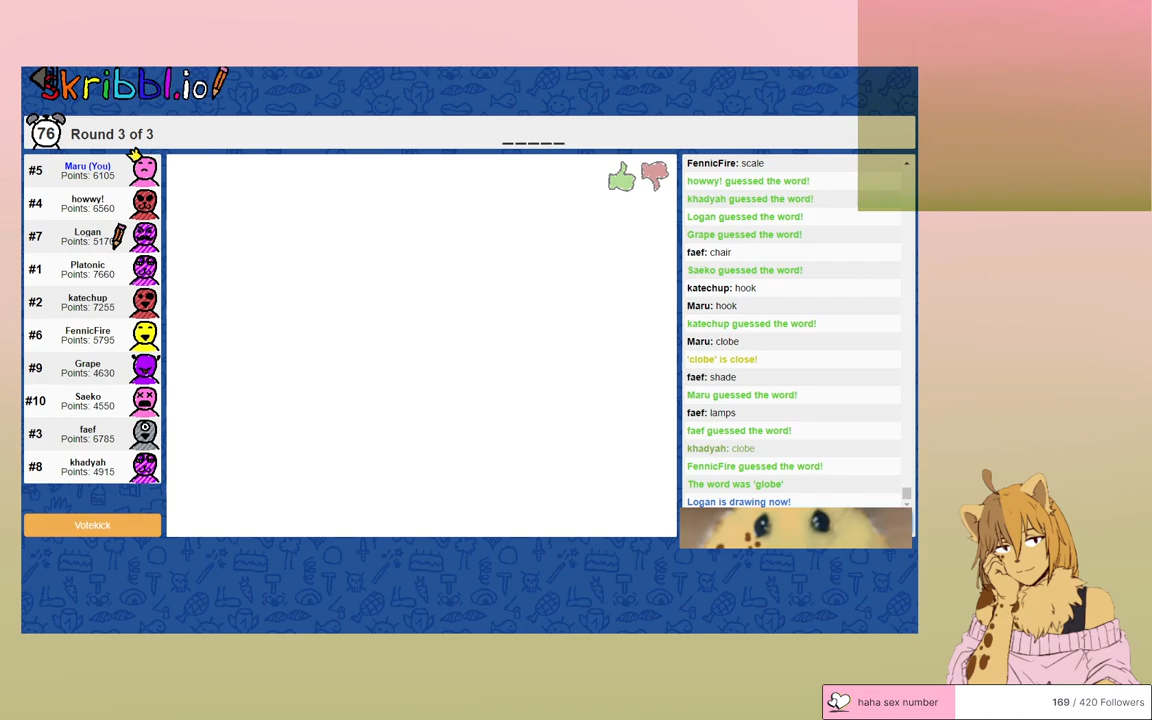 skribbl.io
76
Round 3 of 3
_____
#5
Maru (You)
Points: 6105
#4
howwy!
Points: 6560
#7
Logan
Points: 5170
#1
Platonic
Points: 7660
#2
katechup
Points: 7255
#6
FennicFire
Points: 5795
#9
Grape
Points: 4630
#10
Saeko
Points: 4550
#3
faef
Points: 6785
#8
khadyah
Points: 4915
Votekick
FennicFire: scale
howwy! guessed the word!
khadyah guessed the word!
Logan guessed the word!
Grape guessed the word!
faef: chair
Saeko guessed the word!
katechup: hook
Maru: hook
katechup guessed the word!
Maru: clobe
'clobe' is close!
faef: shade
Maru guessed the word!
faef: lamps
faef guessed the word!
khadyah: clobe
FennicFire guessed the word!
The word was 'globe'
Logan is drawing now!
haha sex number
169 / 420 Followers